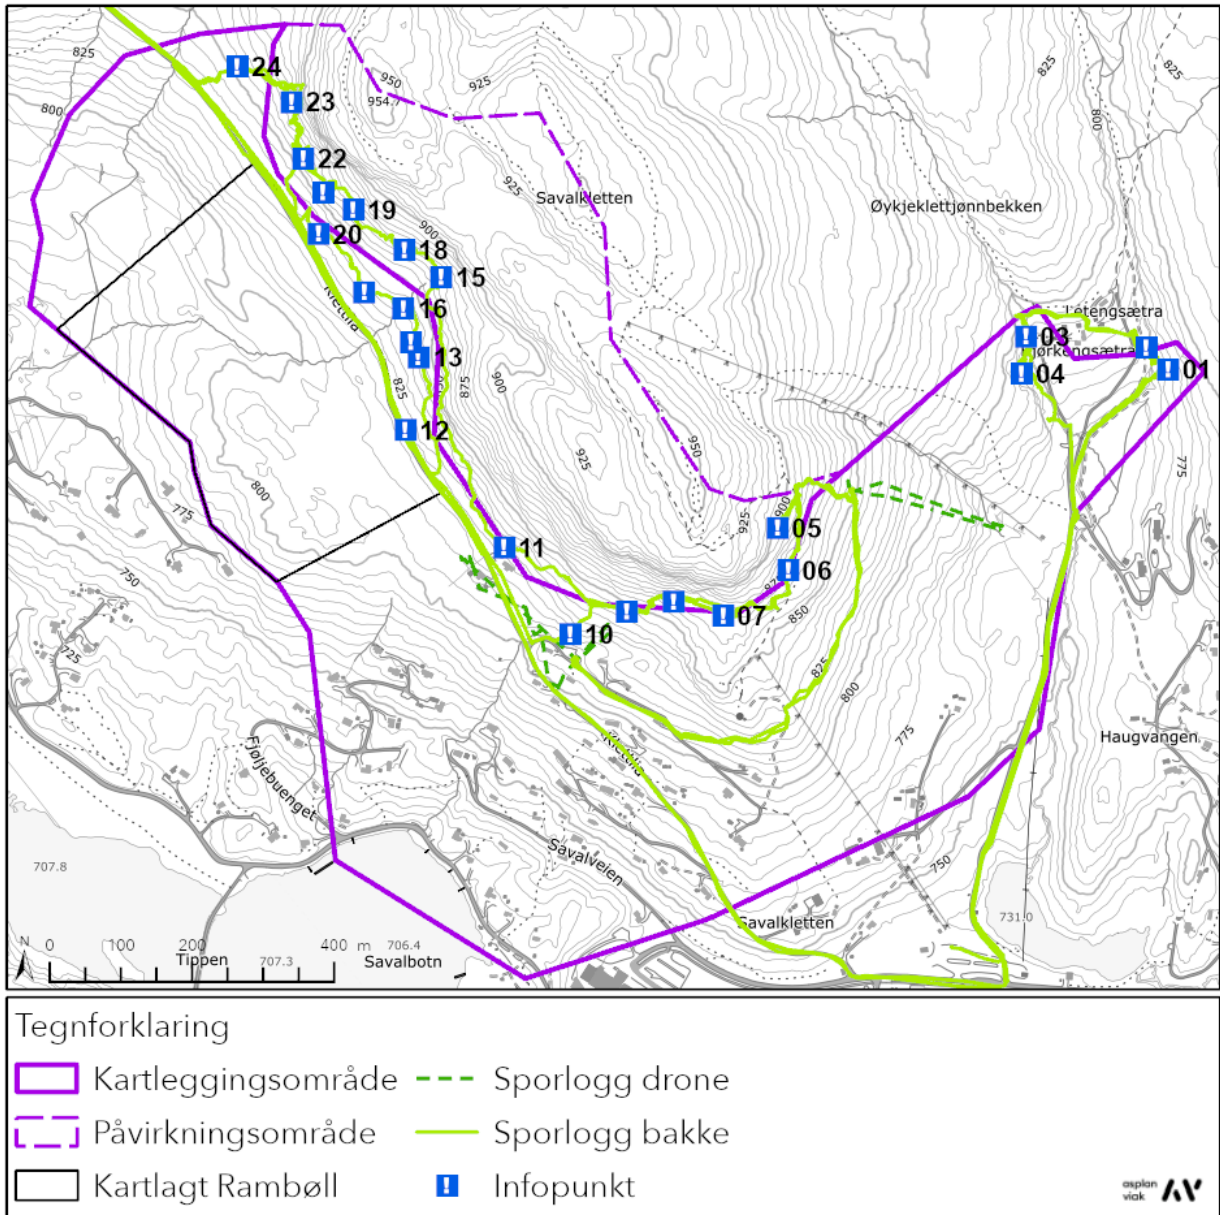 825
800
24
23
22
19
20
18
15
16
13
12
11
10
07
06
05
03
04
01
950
954.7
925
925
Savalkletten
900
Øykjeklettjønnbekken
825
825
800
Letengsætra
775
Klettlia
825
875
900
925
950
925
900
850
825
800
775
750
800
775
750
725
Fjøljebuenget
Klettlia
Savalveien
Savalkletten
Haugvangen
731.0
707.8
N
0 100 200 400 m
706.4
707.3
Tippen
Savalbotn
Tegnforklaring
Kartleggingsområde
Sporlogg drone
Påvirkningsområde
Sporlogg bakke
Kartlagt Rambøll
Infopunkt
asplan
viak